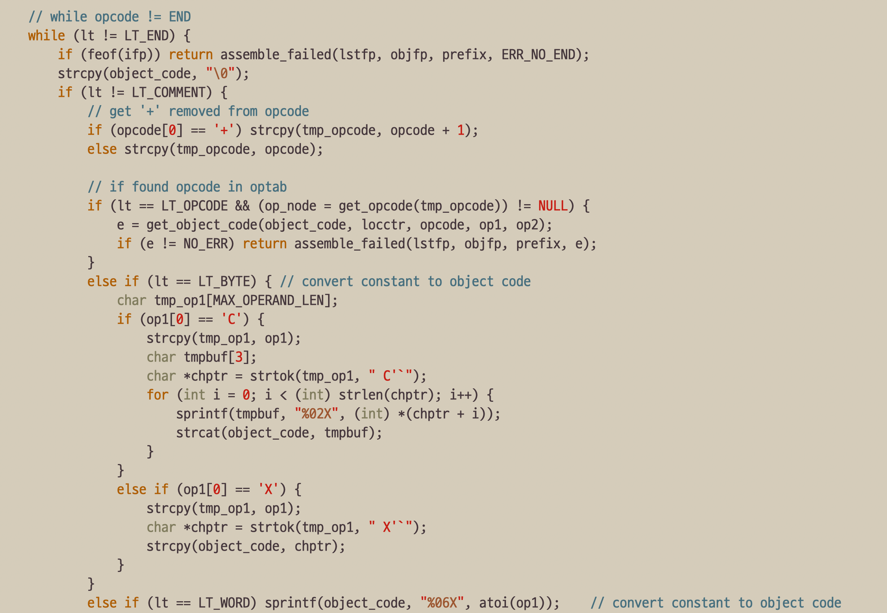 // while opcode != END
while (lt != LT_END) {
    if (feof(ifp)) return assemble_failed(lstfp, objfp, prefix, ERR_NO_END);
    strcpy(object_code, "\0");
    if (lt != LT_COMMENT) {
        // get '+' removed from opcode
        if (opcode[0] == '+') strcpy(tmp_opcode, opcode + 1);
        else strcpy(tmp_opcode, opcode);

        // if found opcode in optab
        if (lt == LT_OPCODE && (op_node = get_opcode(tmp_opcode)) != NULL) {
            e = get_object_code(object_code, locctr, opcode, op1, op2);
            if (e != NO_ERR) return assemble_failed(lstfp, objfp, prefix, e);
        }
        else if (lt == LT_BYTE) { // convert constant to object code
            char tmp_op1[MAX_OPERAND_LEN];
            if (op1[0] == 'C') {
                strcpy(tmp_op1, op1);
                char tmpbuf[3];
                char *chptr = strtok(tmp_op1, " C'`");
                for (int i = 0; i < (int) strlen(chptr); i++) {
                    sprintf(tmpbuf, "%02X", (int) *(chptr + i));
                    strcat(object_code, tmpbuf);
                }
            }
            else if (op1[0] == 'X') {
                strcpy(tmp_op1, op1);
                char *chptr = strtok(tmp_op1, " X'`");
                strcpy(object_code, chptr);
            }
        }
        else if (lt == LT_WORD) sprintf(object_code, "%06X", atoi(op1));    // convert constant to object code